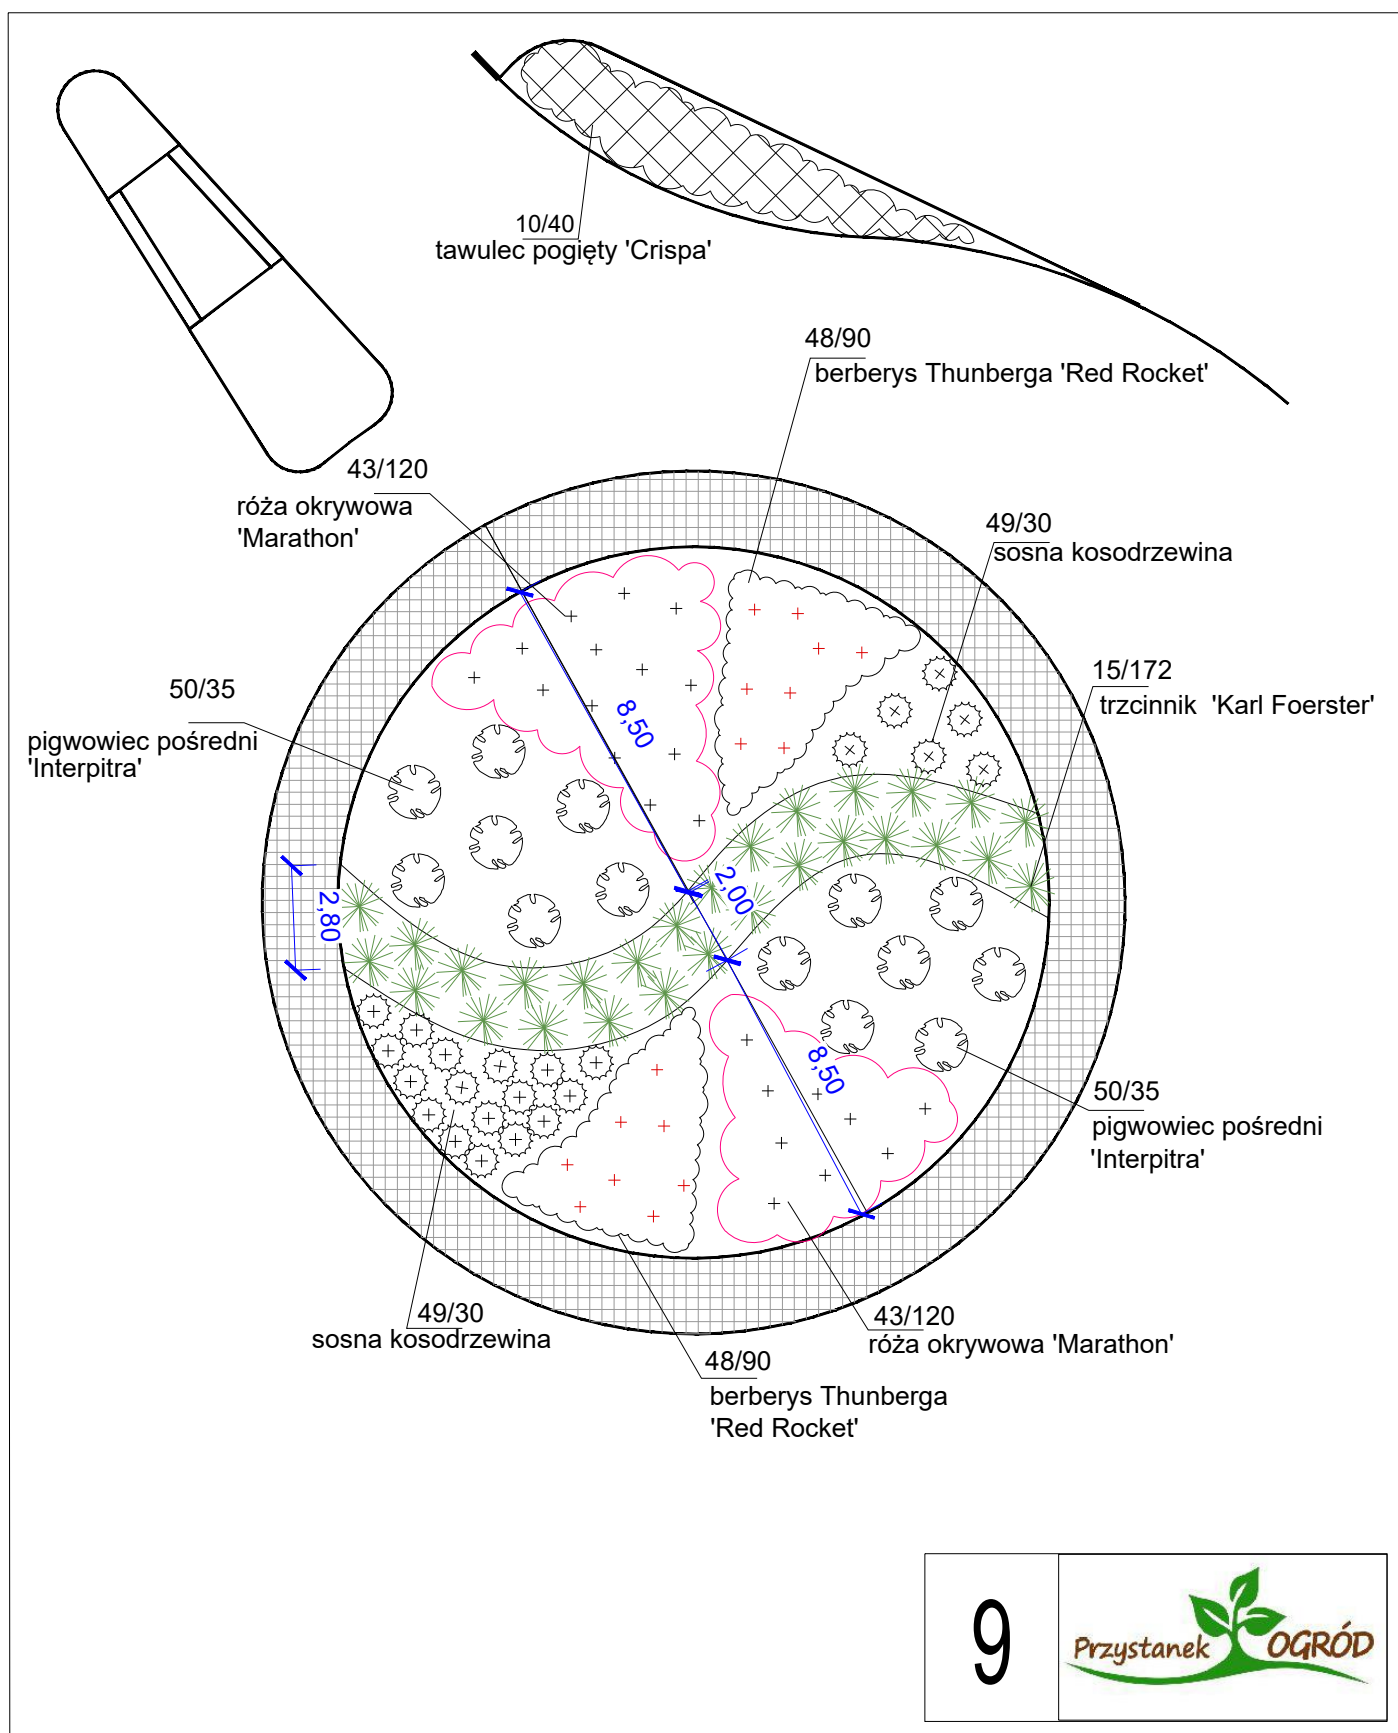 10/40
tawulec pogięty 'Crispa'
48/90
berberys Thunberga 'Red Rocket'
43/120
róża okrywowa
'Marathon'
49/30
sosna kosodrzewina
15/172
trzcinnik 'Karl Foerster'
50/35
pigwowiec pośredni
'Interpitra'
8,50
2,00
2,80
8,50
50/35
pigwowiec pośredni
'Interpitra'
49/30
sosna kosodrzewina
43/120
róża okrywowa 'Marathon'
48/90
berberys Thunberga
'Red Rocket'
9
Przystanek OGRÓD